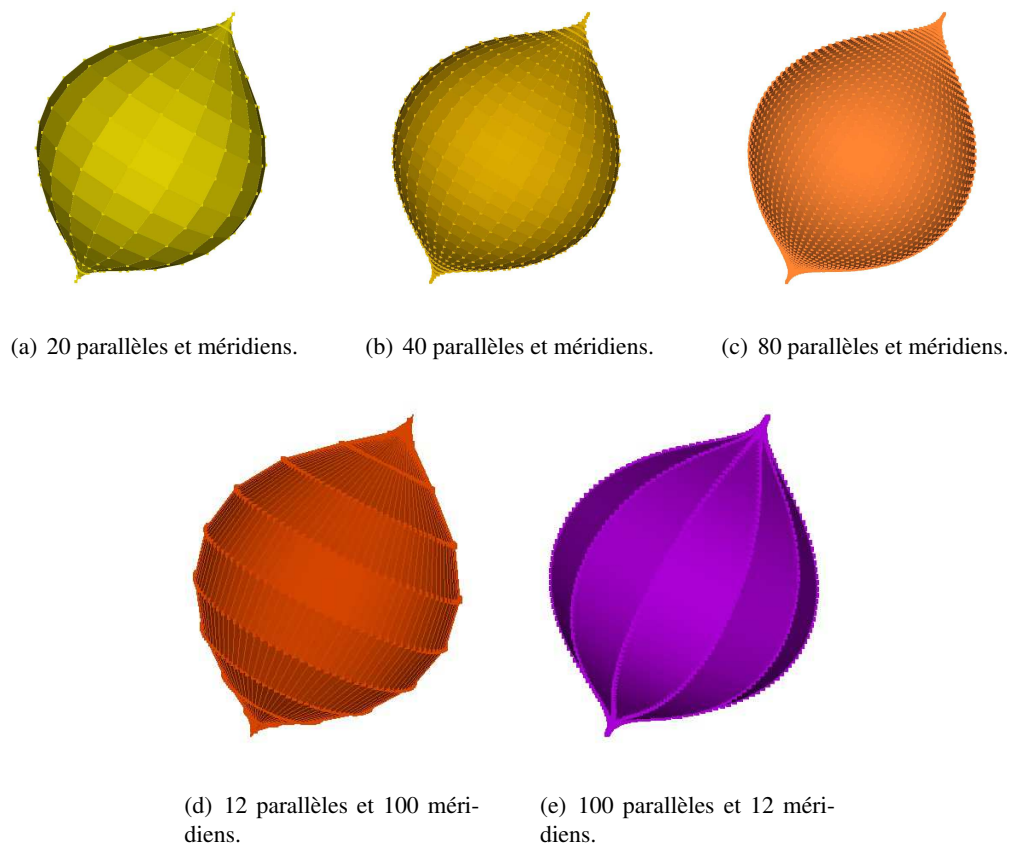 (a) 20 parallèles et méridiens.
(b) 40 parallèles et méridiens.
(c) 80 parallèles et méridiens.
(d) 12 parallèles et 100 méri-
diens.
(e) 100 parallèles et 12 méri-
diens.